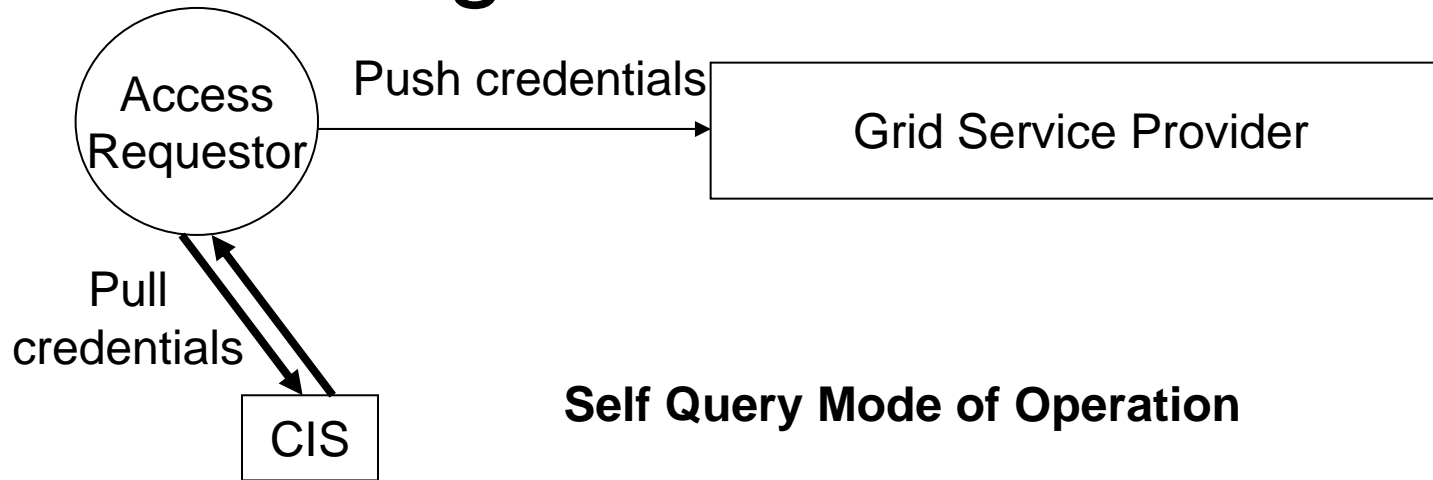 Access
Requestor
Push credentials
Grid Service Provider
Pull
credentials
CIS
Self Query Mode of Operation